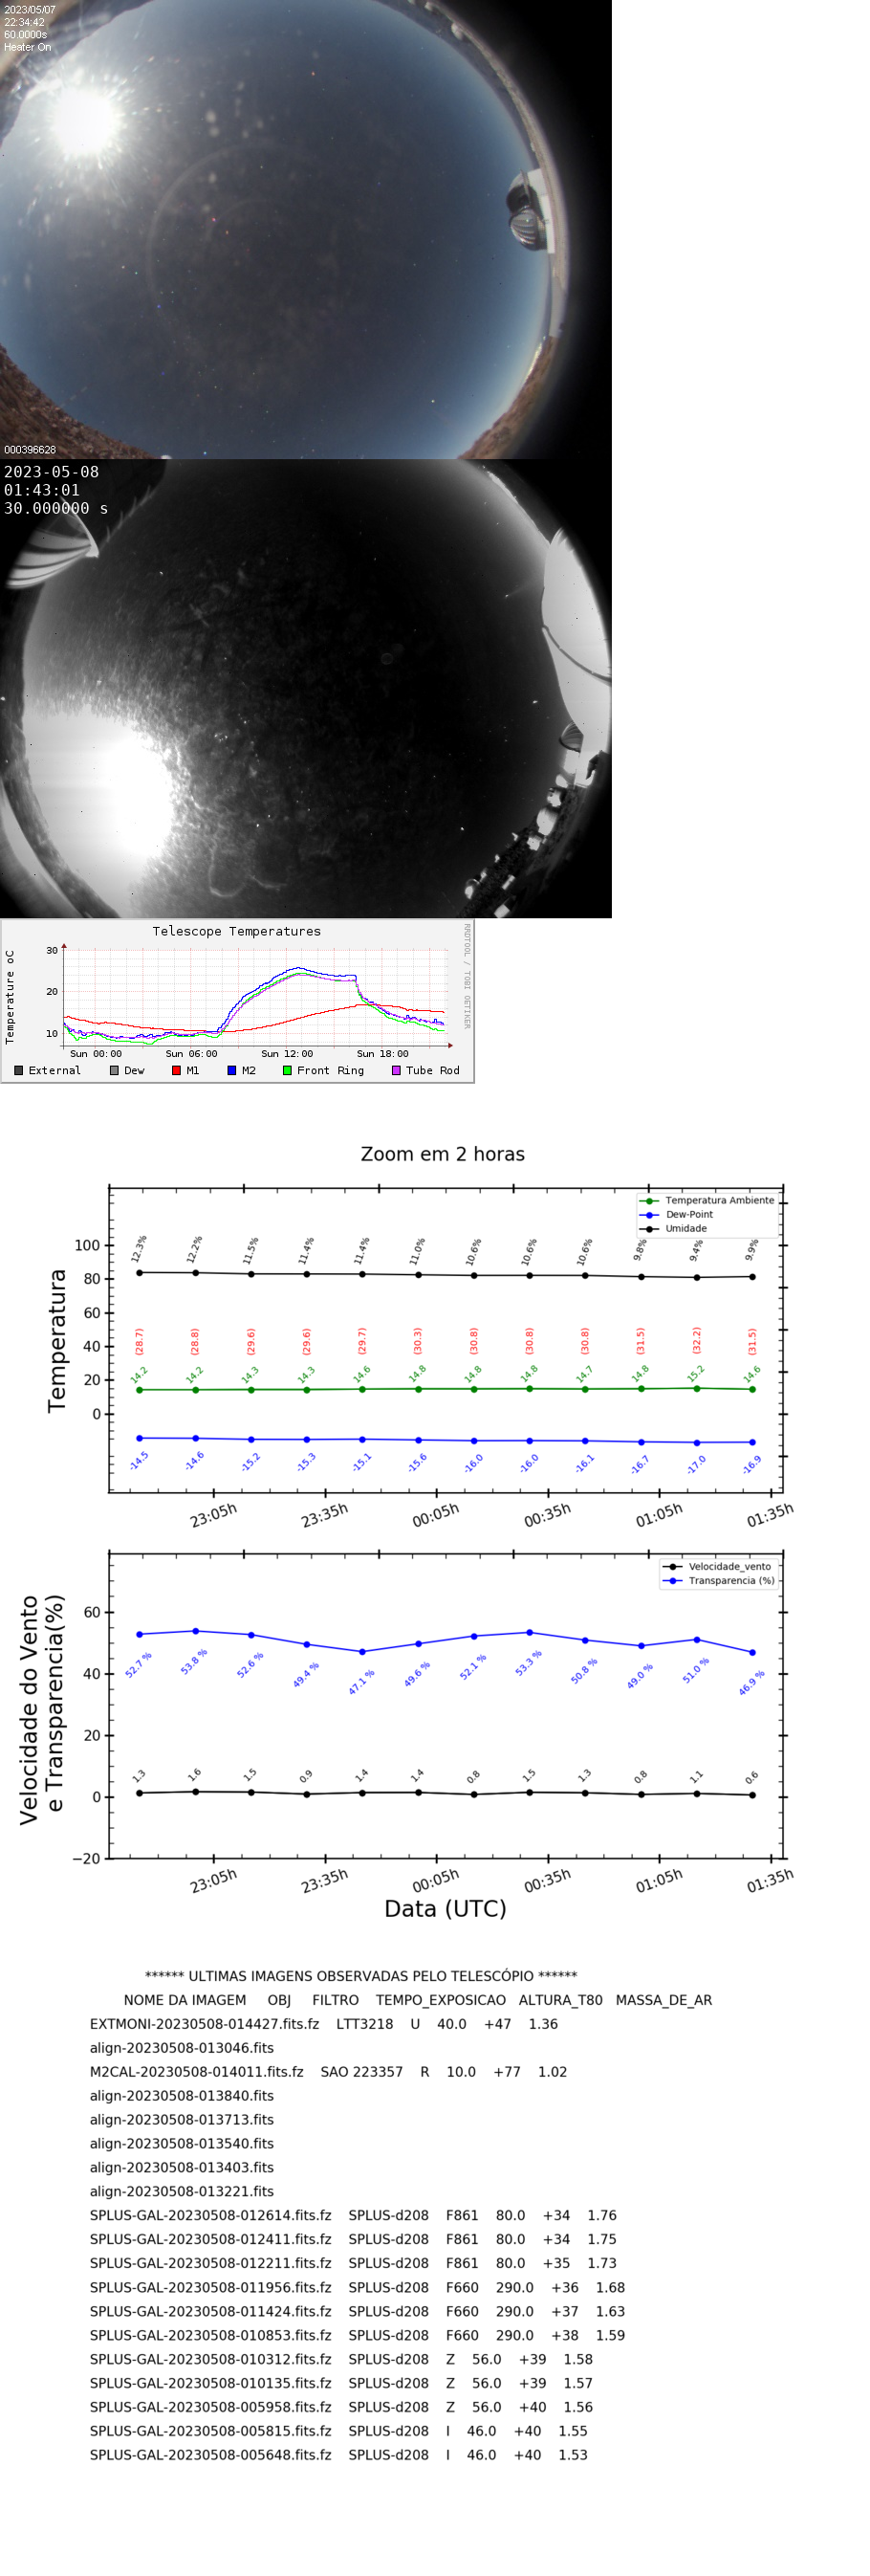 2023/05/07
22:34:42
60.0000s
Heater On
000396628
2023-05-08
01:43:01
30.000000 s
Telescope Temperatures
RRDTOOL / TOBI OETIKER
Temperature oC
30
20
10
Sun 00:00 Sun 06:00 Sun 12:00 Sun 18:00
External Dew M1 M2 Front Ring Tube Rod
Zoom em 2 horas
Temperatura Ambiente
Dew-Point
Umidade
Temperatura
100
80
60
40
20
0
12.3% 12.2% 11.5% 11.4% 11.4% 11.0% 10.6% 10.6% 10.6% 9.8% 9.4% 9.9%
(28.7) (28.8) (29.6) (29.6) (29.7) (30.3) (30.8) (30.8) (30.8) (31.5) (32.2) (31.5)
14.2 14.2 14.3 14.3 14.6 14.8 14.8 14.8 14.7 14.8 15.2 14.6
-14.5 -14.6 -15.2 -15.3 -15.1 -15.6 -16.0 -16.0 -16.1 -16.7 -17.0 -16.9
23:05h 23:35h 00:05h 00:35h 01:05h 01:35h
Velocidade_vento
Transparencia (%)
Velocidade do Vento
e Transparencia(%)
60
40
20
0
−20
52.7 % 53.8 % 52.6 % 49.4 % 47.1 % 49.6 % 52.1 % 53.3 % 50.8 % 49.0 % 51.0 % 46.9 %
1.3 1.6 1.5 0.9 1.4 1.4 0.8 1.5 1.3 0.8 1.1 0.6
23:05h 23:35h 00:05h 00:35h 01:05h 01:35h
Data (UTC)
****** ULTIMAS IMAGENS OBSERVADAS PELO TELESCÓPIO ******
NOME DA IMAGEM OBJ FILTRO TEMPO_EXPOSICAO ALTURA_T80 MASSA_DE_AR
EXTMONI-20230508-014427.fits.fz LTT3218 U 40.0 +47 1.36
align-20230508-013046.fits
M2CAL-20230508-014011.fits.fz SAO 223357 R 10.0 +77 1.02
align-20230508-013840.fits
align-20230508-013713.fits
align-20230508-013540.fits
align-20230508-013403.fits
align-20230508-013221.fits
SPLUS-GAL-20230508-012614.fits.fz SPLUS-d208 F861 80.0 +34 1.76
SPLUS-GAL-20230508-012411.fits.fz SPLUS-d208 F861 80.0 +34 1.75
SPLUS-GAL-20230508-012211.fits.fz SPLUS-d208 F861 80.0 +35 1.73
SPLUS-GAL-20230508-011956.fits.fz SPLUS-d208 F660 290.0 +36 1.68
SPLUS-GAL-20230508-011424.fits.fz SPLUS-d208 F660 290.0 +37 1.63
SPLUS-GAL-20230508-010853.fits.fz SPLUS-d208 F660 290.0 +38 1.59
SPLUS-GAL-20230508-010312.fits.fz SPLUS-d208 Z 56.0 +39 1.58
SPLUS-GAL-20230508-010135.fits.fz SPLUS-d208 Z 56.0 +39 1.57
SPLUS-GAL-20230508-005958.fits.fz SPLUS-d208 Z 56.0 +40 1.56
SPLUS-GAL-20230508-005815.fits.fz SPLUS-d208 I 46.0 +40 1.55
SPLUS-GAL-20230508-005648.fits.fz SPLUS-d208 I 46.0 +40 1.53